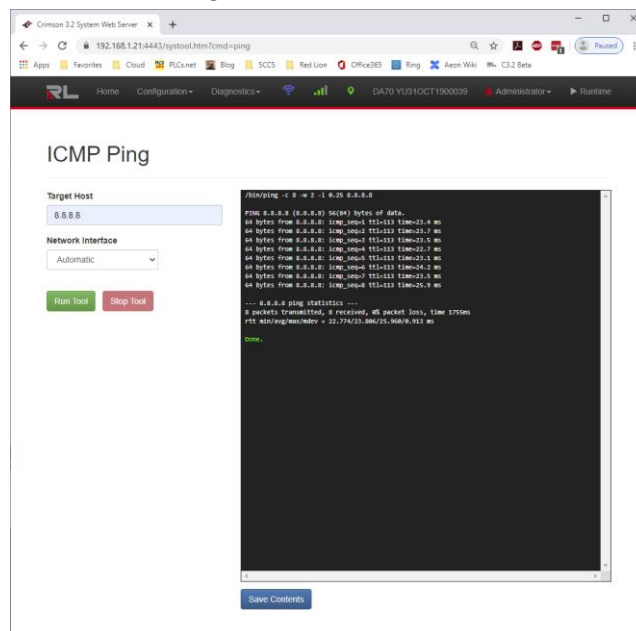 Crimson 3.2 System Web Server
192.168.1.21:4443/systool.htm?cmd=ping
Paused
Apps Favorites Cloud PLCs.net Blog SCCS Red Lion Office365 Ring Aeon Wiki C3.2 Beta
RL Home Configuration Diagnostics DA70 YU31OCT1900039 Administrator Runtime
ICMP Ping
Target Host
8.8.8.8
Network Interface
Automatic
Run Tool Stop Tool
/bin/ping -c 8 -w 2 -i 0.25 8.8.8.8
PING 8.8.8.8 (8.8.8.8) 56(84) bytes of data.
64 bytes from 8.8.8.8: icmp_seq=1 ttl=113 time=23.4 ms
64 bytes from 8.8.8.8: icmp_seq=2 ttl=113 time=23.7 ms
64 bytes from 8.8.8.8: icmp_seq=3 ttl=113 time=23.5 ms
64 bytes from 8.8.8.8: icmp_seq=4 ttl=113 time=22.7 ms
64 bytes from 8.8.8.8: icmp_seq=5 ttl=113 time=23.1 ms
64 bytes from 8.8.8.8: icmp_seq=6 ttl=113 time=24.2 ms
64 bytes from 8.8.8.8: icmp_seq=7 ttl=113 time=23.5 ms
64 bytes from 8.8.8.8: icmp_seq=8 ttl=113 time=25.9 ms
--- 8.8.8.8 ping statistics ---
8 packets transmitted, 8 received, 0% packet loss, time 1755ms
rtt min/avg/max/mdev = 22.774/23.806/25.960/0.913 ms
Done.
Save Contents